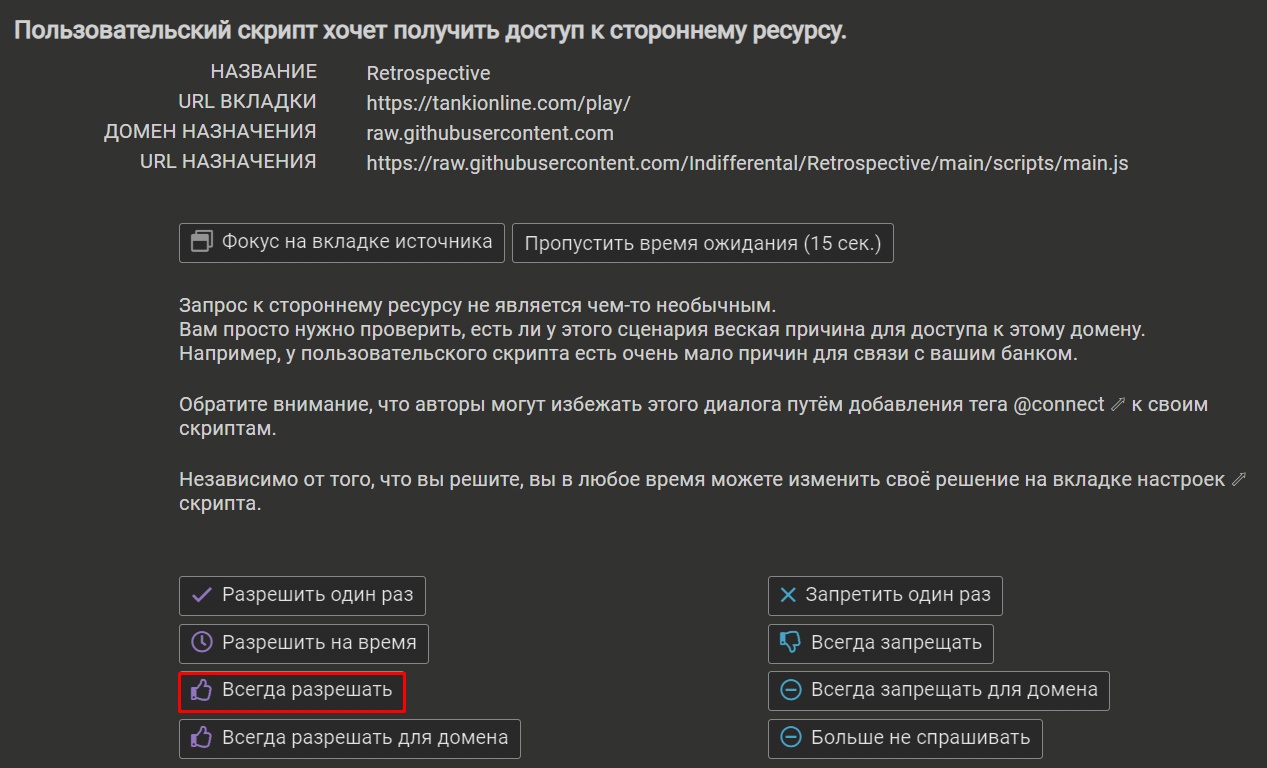 Пользовательский скрипт хочет получить доступ к стороннему ресурсу.
НАЗВАНИЕ Retrospective
URL ВКЛАДКИ https://tankionline.com/play/
ДОМЕН НАЗНАЧЕНИЯ raw.githubusercontent.com
URL НАЗНАЧЕНИЯ https://raw.githubusercontent.com/Indifferental/Retrospective/main/scripts/main.js
Фокус на вкладке источника Пропустить время ожидания (15 сек.)
Запрос к стороннему ресурсу не является чем-то необычным.
Вам просто нужно проверить, есть ли у этого сценария веская причина для доступа к этому домену.
Например, у пользовательского скрипта есть очень мало причин для связи с вашим банком.
Обратите внимание, что авторы могут избежать этого диалога путём добавления тега @connect к своим
скриптам.
Независимо от того, что вы решите, вы в любое время можете изменить своё решение на вкладке настроек
скрипта.
Разрешить один раз Запретить один раз
Разрешить на время Всегда запрещать
Всегда разрешать Всегда запрещать для домена
Всегда разрешать для домена Больше не спрашивать